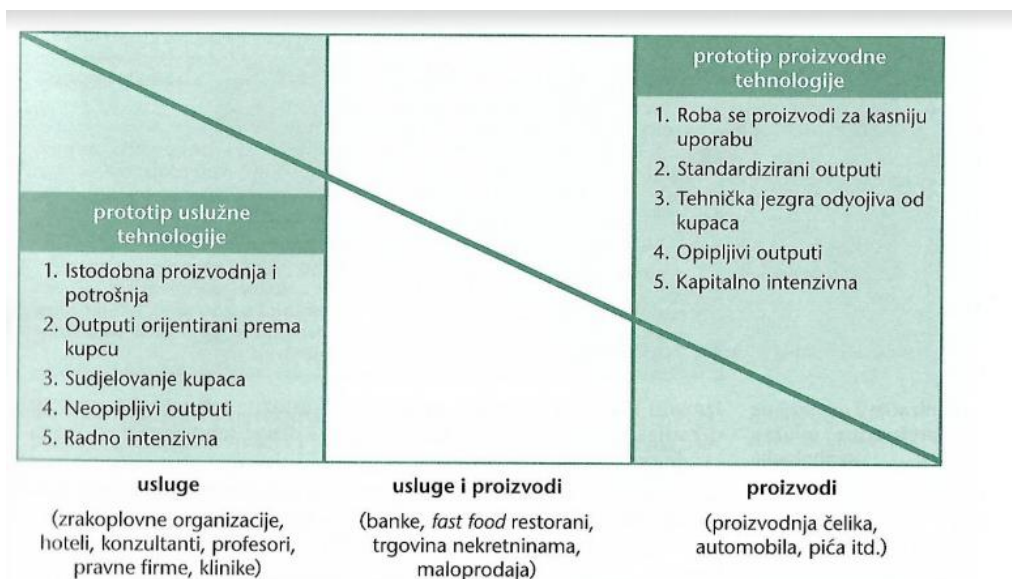 prototip uslužne
tehnologije
1. Istodobna proizvodnja i
potrošnja
2. Outputi orijentirani prema
kupcu
3. Sudjelovanje kupaca
4. Neopipljivi outputi
5. Radno intenzivna
prototip proizvodne
tehnologije
1. Roba se proizvodi za kasniju
uporabu
2. Standardizirani outputi
3. Tehnička jezgra odvojiva od
kupaca
4. Opipljivi outputi
5. Kapitalno intenzivna
usluge
(zrakoplovne organizacije,
hoteli, konzultanti, profesori,
pravne firme, klinike)
usluge i proizvodi
(banke, fast food restorani,
trgovina nekretninama,
maloprodaja)
proizvodi
(proizvodnja čelika,
automobila, pića itd.)